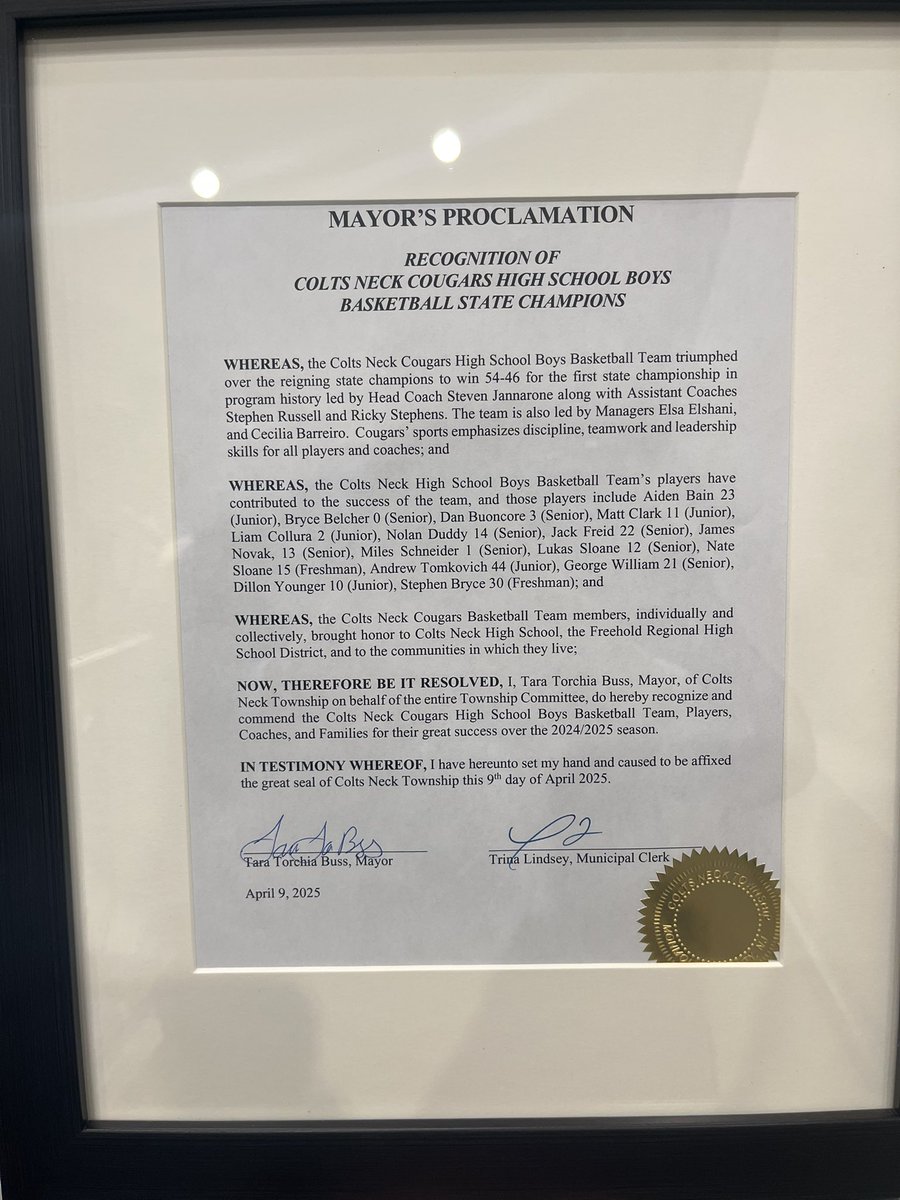 MAYOR'S PROCLAMATION
RECOGNITION OF
COLTS NECK COUGARS HIGH SCHOOL BOYS
BASKETBALL STATE CHAMPIONS
WHEREAS, the Colts Neck Cougars High School Boys Basketball Team triumphed
over the reigning state champions to win 54-46 for the first state championship in
program history led by Head Coach Steven Jannarone along with Assistant Coaches
Stephen Russell and Ricky Stephens. The team is also led by Managers Elsa Elshani,
and Cecilia Barreiro. Cougars' sports emphasizes discipline, teamwork and leadership
skills for all players and coaches; and
WHEREAS, the Colts Neck High School Boys Basketball Team's players have
contributed to the success of the team, and those players include Aiden Bain 23
(Junior), Bryce Belcher 0 (Senior), Dan Buoncore 3 (Senior), Matt Clark 11 (Junior),
Liam Collura 2 (Junior), Nolan Duddy 14 (Senior), Jack Freid 22 (Senior), James
Novak, 13 (Senior), Miles Schneider 1 (Senior), Lukas Sloane 12 (Senior), Nate
Sloane 15 (Freshman), Andrew Tomkovich 44 (Junior), George William 21 (Senior),
Dillon Younger 10 (Junior), Stephen Bryce 30 (Freshman); and
WHEREAS, the Colts Neck Cougars Basketball Team members, individually and
collectively, brought honor to Colts Neck High School, the Freehold Regional High
School District, and to the communities in which they live;
NOW, THEREFORE BE IT RESOLVED, I, Tara Torchia Buss, Mayor, of Colts
Neck Township on behalf of the entire Township Committee, do hereby recognize and
commend the Colts Neck Cougars High School Boys Basketball Team, Players,
Coaches, and Families for their great success over the 2024/2025 season.
IN TESTIMONY WHEREOF, I have hereunto set my hand and caused to be affixed
the great seal of Colts Neck Township this 9th day of April 2025.
Tara Torchia Buss, Mayor
Trina Lindsey, Municipal Clerk
April 9, 2025
COLTS NECK TOWNSHIP